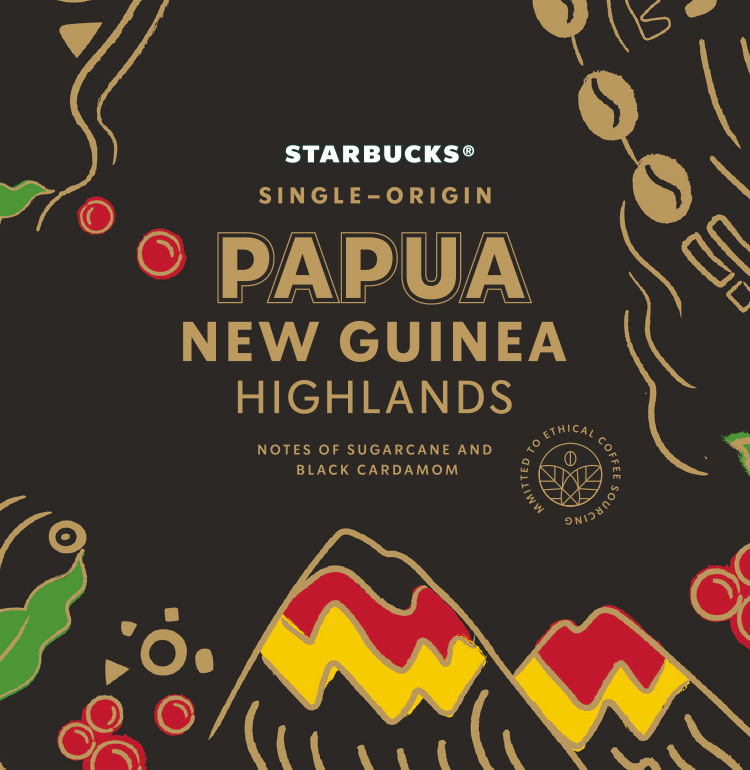 STARBUCKS®
SINGLE–ORIGIN
PAPUA
NEW GUINEA
HIGHLANDS
NOTES OF SUGARCANE AND
BLACK CARDAMOM
MMITTED TO ETHICAL COFFEE SOURCING